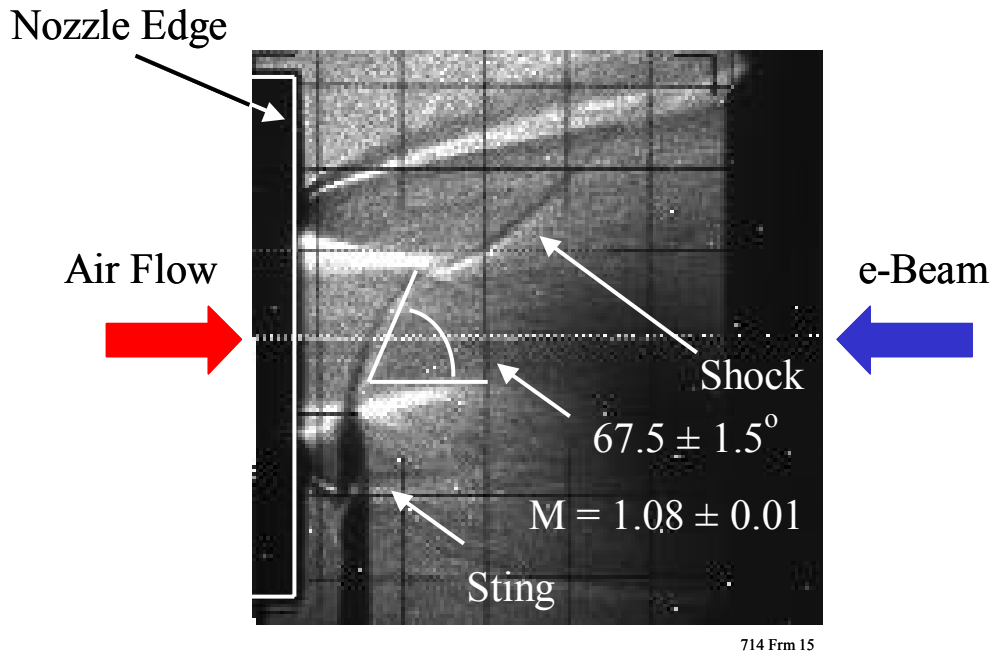 Nozzle Edge
Air Flow
e-Beam
Shock
67.5 ± 1.5°
M = 1.08 ± 0.01
Sting
714 Frm 15